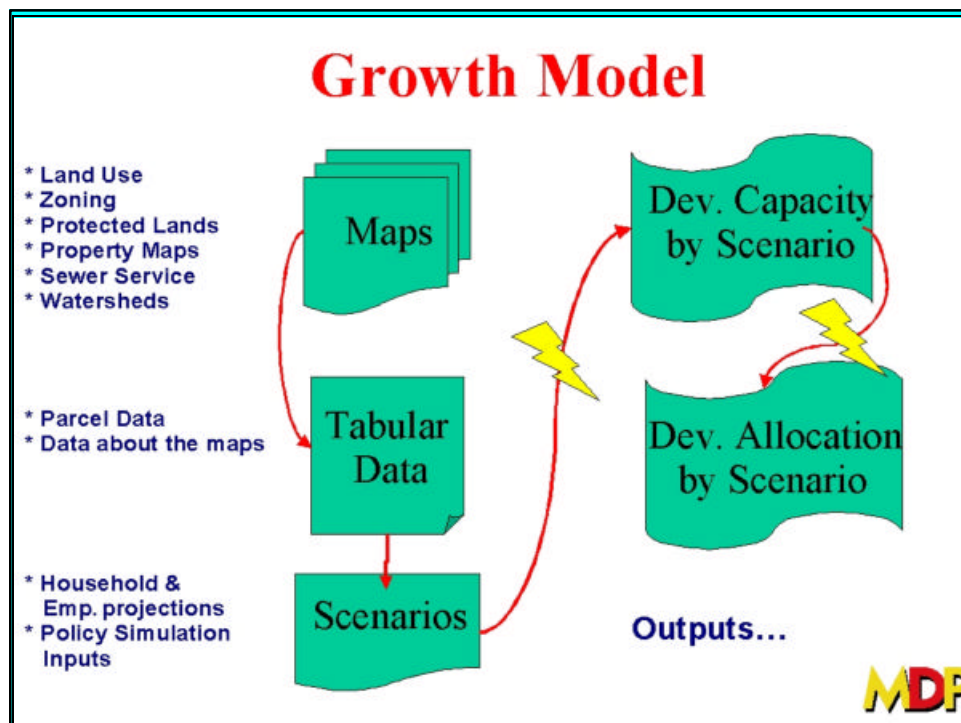 Growth Model
* Land Use
* Zoning
* Protected Lands
* Property Maps
* Sewer Service
* Watersheds
Maps
* Parcel Data
* Data about the maps
Tabular
Data
* Household &
Emp. projections
* Policy Simulation
Inputs
Scenarios
Dev. Capacity
by Scenario
Dev. Allocation
by Scenario
Outputs…
MDP